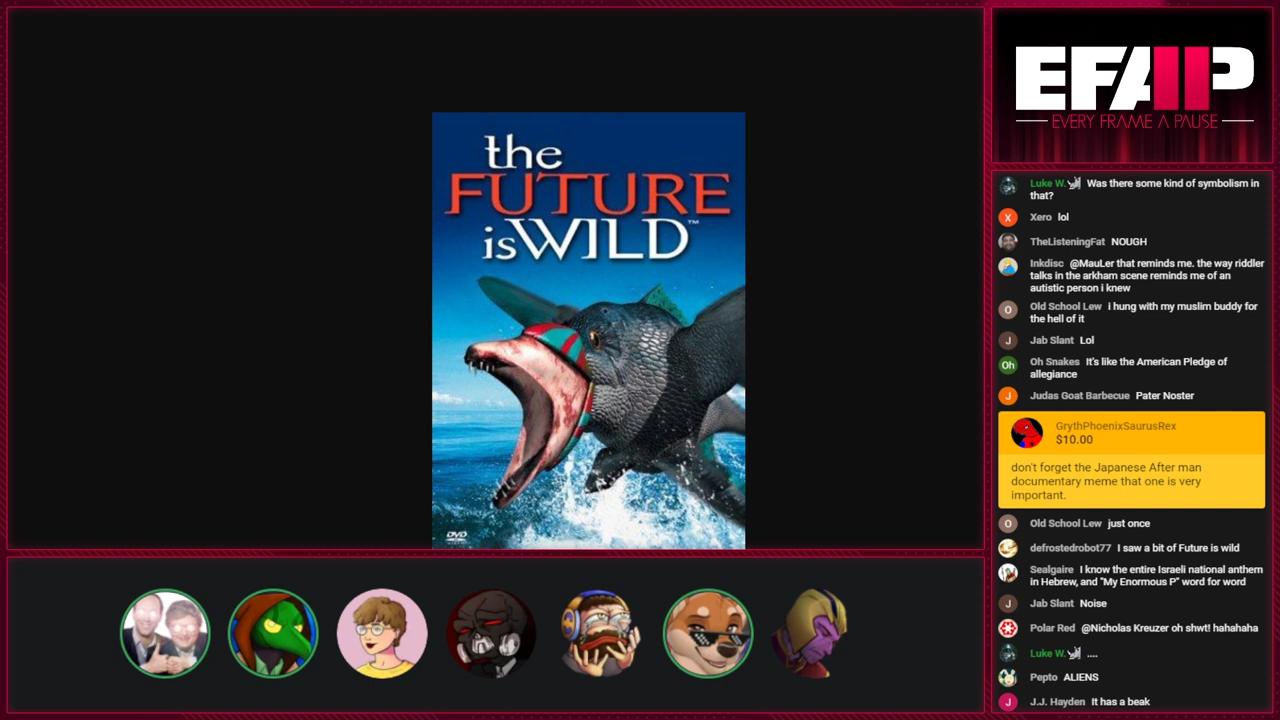 the
FUTURE
is WILD™
DVD
EFAP
EVERY FRAME A PAUSE
Luke W. Was there some kind of symbolism in
that?
X
Xero lol
TheListeningFat NOUGH
Inkdisc @MauLer that reminds me. the way riddler
talks in the arkham scene reminds me of an
autistic person i knew
O
Old School Lew i hung with my muslim buddy for
the hell of it
J
Jab Slant Lol
Oh
Oh Snakes It's like the American Pledge of
allegiance
J
Judas Goat Barbecue Pater Noster
GrythPhoenixSaurusRex
$10.00
don't forget the Japanese After man
documentary meme that one is very
important.
O
Old School Lew just once
defrostedrobot77 I saw a bit of Future is wild
Sealgaire I know the entire Israeli national anthem
in Hebrew, and "My Enormous P" word for word
J
Jab Slant Noise
Polar Red @Nicholas Kreuzer oh shwt! hahahaha
Luke W. ....
Pepto ALIENS
J
J.J. Hayden It has a beak